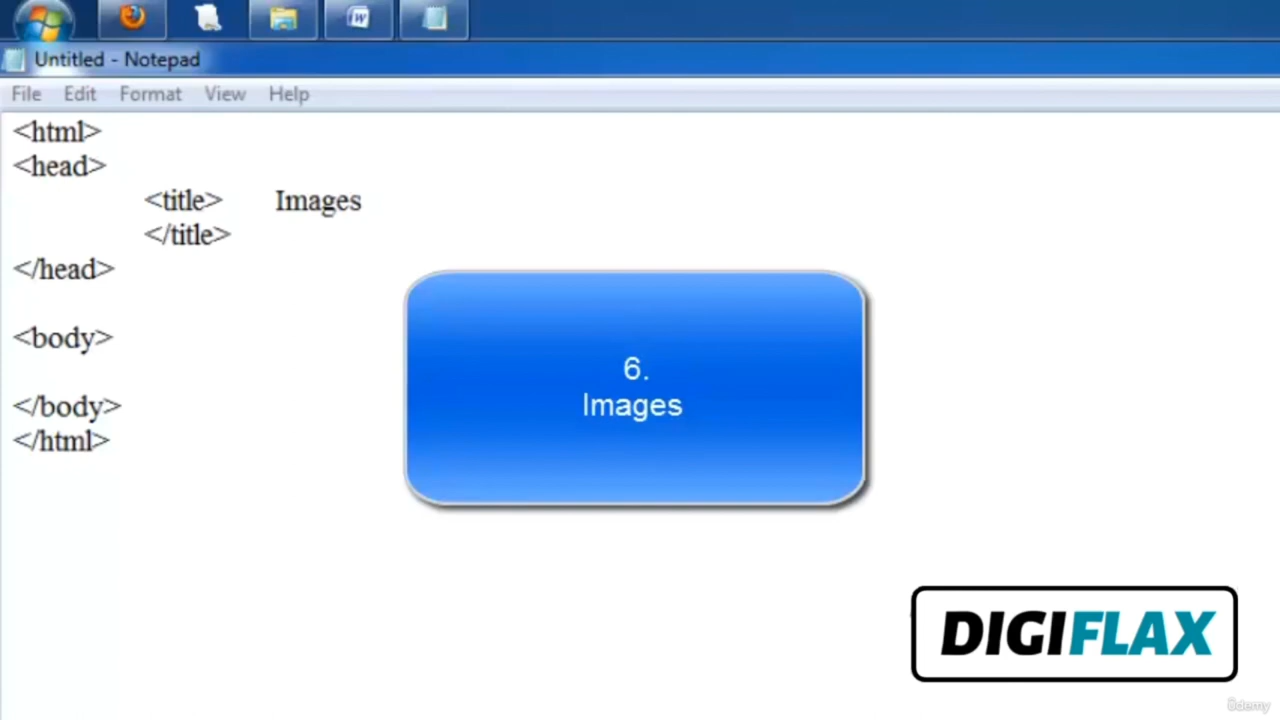 Untitled - Notepad
File Edit Format View Help
<html>
<head>
<title> Images
</title>
</head>
<body>
</body>
</html>
6.
Images
DIGIFLAX
ûdemy